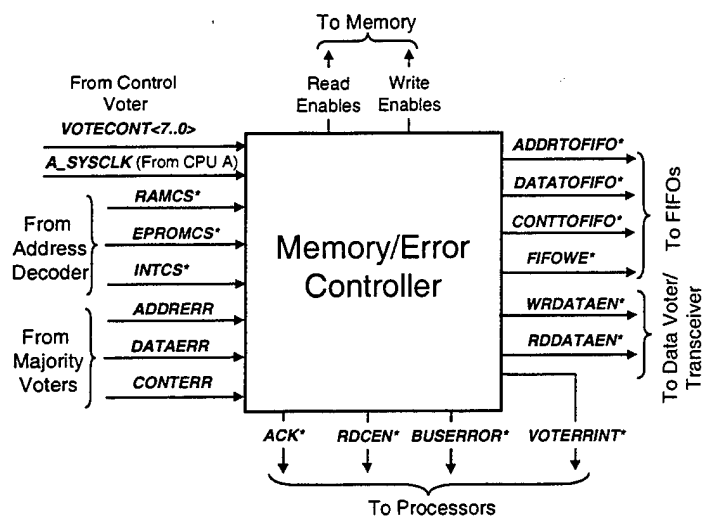 To Memory
Read
Enables
Write
Enables
From Control
Voter
VOTECONT<7..0>
A_SYSCLK (From CPU A)
From
Address
Decoder
RAMCS*
EPROMCS*
INTCS*
From
Majority
Voters
ADDRERR
DATAERR
CONTERR
Memory/Error
Controller
ADDRTOFIFO*
DATATOFIFO*
CONTTOFIFO*
FIFOWE*
To FIFOs
WRDATAEN*
RDDATAEN*
To Data Voter/
Transceiver
ACK*
RDCEN*
BUSERROR*
VOTERRINT*
To Processors